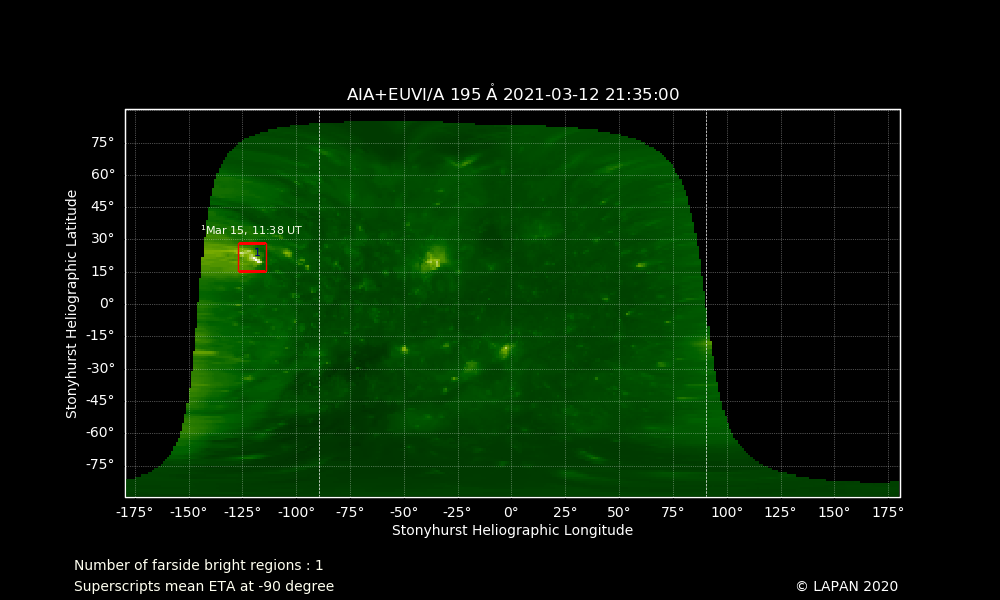 AIA+EUVI/A 195 Å 2021-03-12 21:35:00
75°
60°
45°
¹Mar 15, 11:38 UT
30°
15°
0°
-15°
-30°
-45°
-60°
-75°
Stonyhurst Heliographic Latitude
-175° -150° -125° -100° -75° -50° -25° 0° 25° 50° 75° 100° 125° 150° 175°
Stonyhurst Heliographic Longitude
Number of farside bright regions : 1
Superscripts mean ETA at -90 degree
© LAPAN 2020